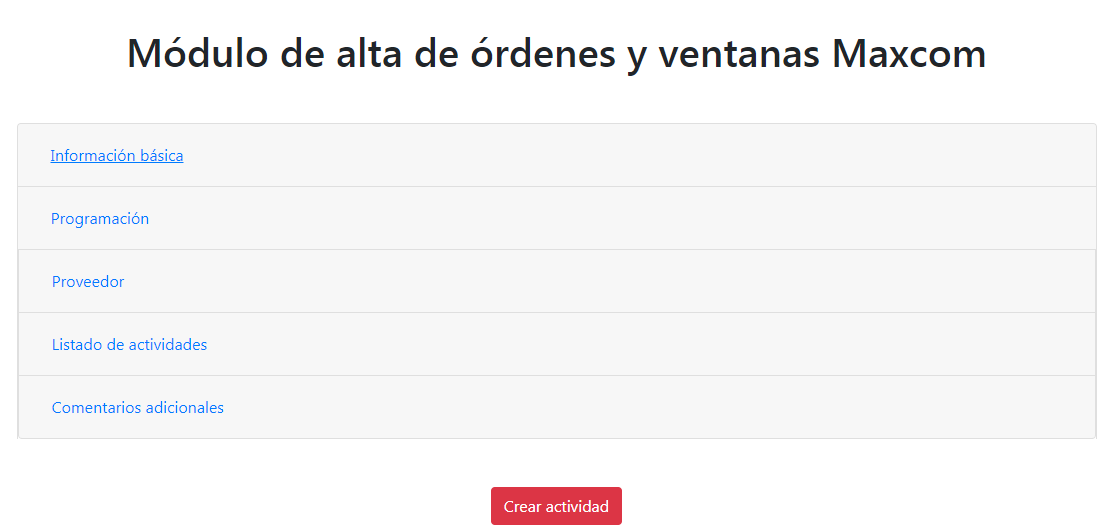 Módulo de alta de órdenes y ventanas Maxcom
Información básica
Programación
Proveedor
Listado de actividades
Comentarios adicionales
Crear actividad